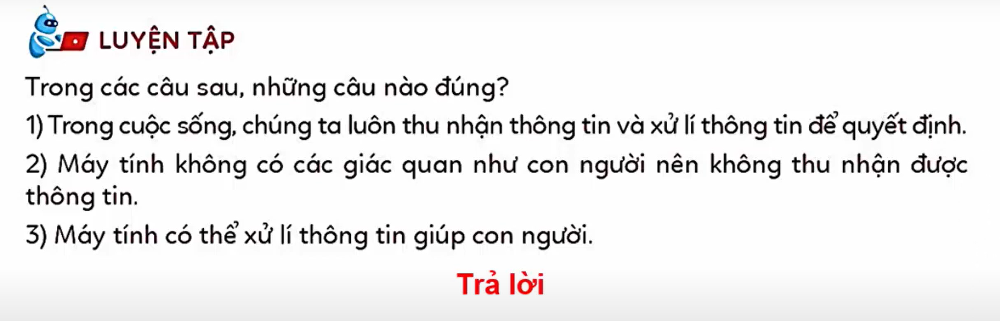 LUYỆN TẬP
Trong các câu sau, những câu nào đúng?
1) Trong cuộc sống, chúng ta luôn thu nhận thông tin và xử lí thông tin để quyết định.
2) Máy tính không có các giác quan như con người nên không thu nhận được
thông tin.
3) Máy tính có thể xử lí thông tin giúp con người.
Trả lời